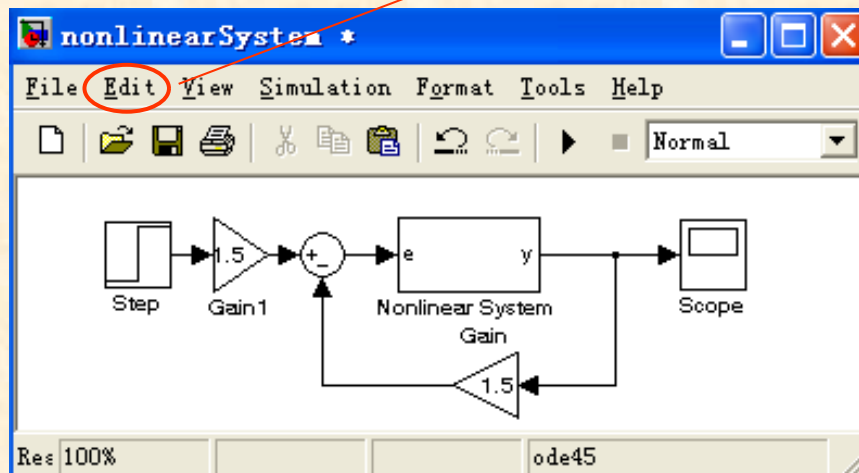 nonlinearSystem *
File Edit View Simulation Format Tools Help
Normal
1.5
+
-
e
y
Step
Gain1
Nonlinear System
Scope
Gain
1.5
100%
ode45